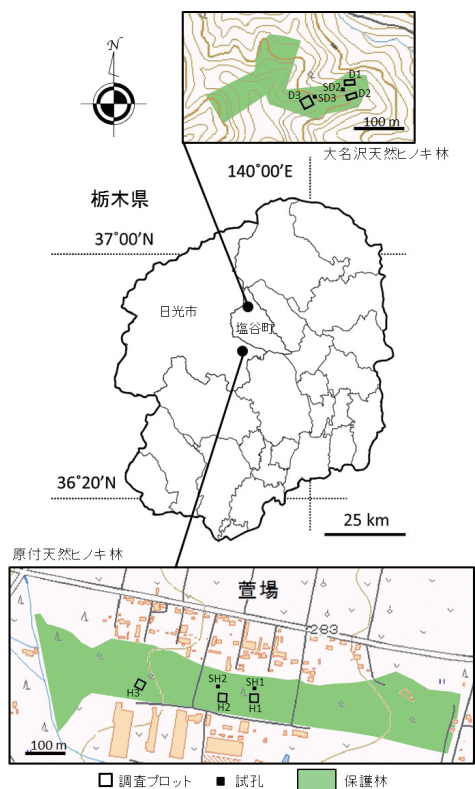 N
D1
SD2
D3
SD3
D2
100 m
大名沢天然ヒノキ林
140°00'E
栃木県
37°00'N
日光市
塩谷町
36°20'N
25 km
原付天然ヒノキ林
萱場
283
SH2
SH1
H3
H2
H1
100 m
調査プロット
試孔
保護林